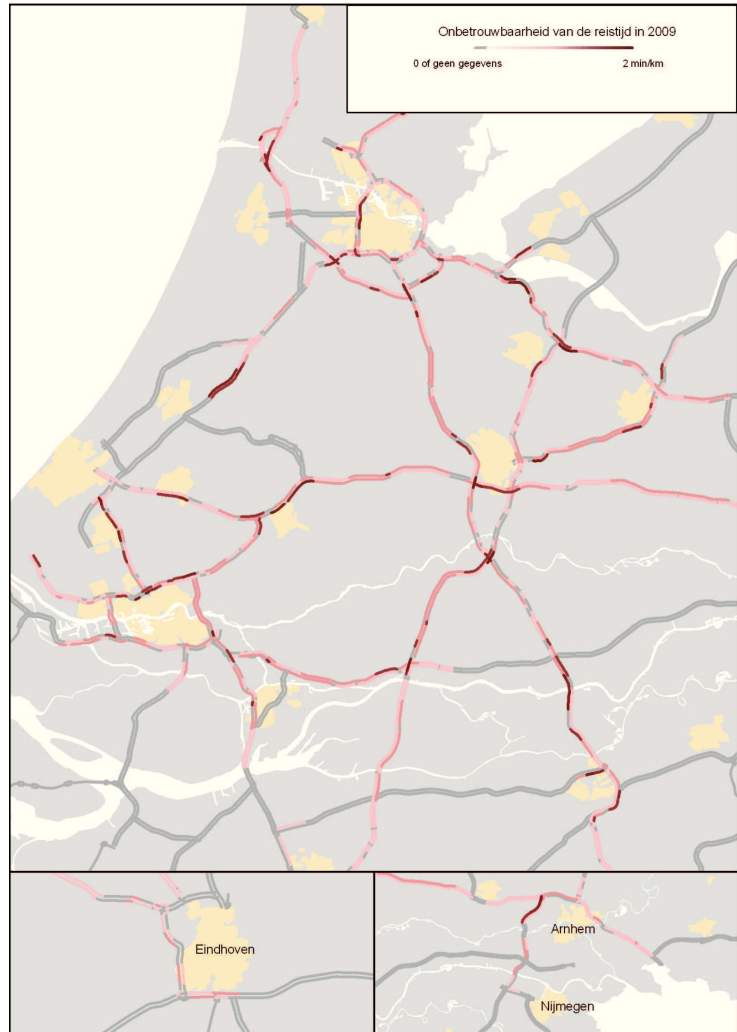 Onbetrouwbaarheid van de reistijd in 2009
0 of geen gegevens 2 min/km
Eindhoven
Arnhem
Nijmegen